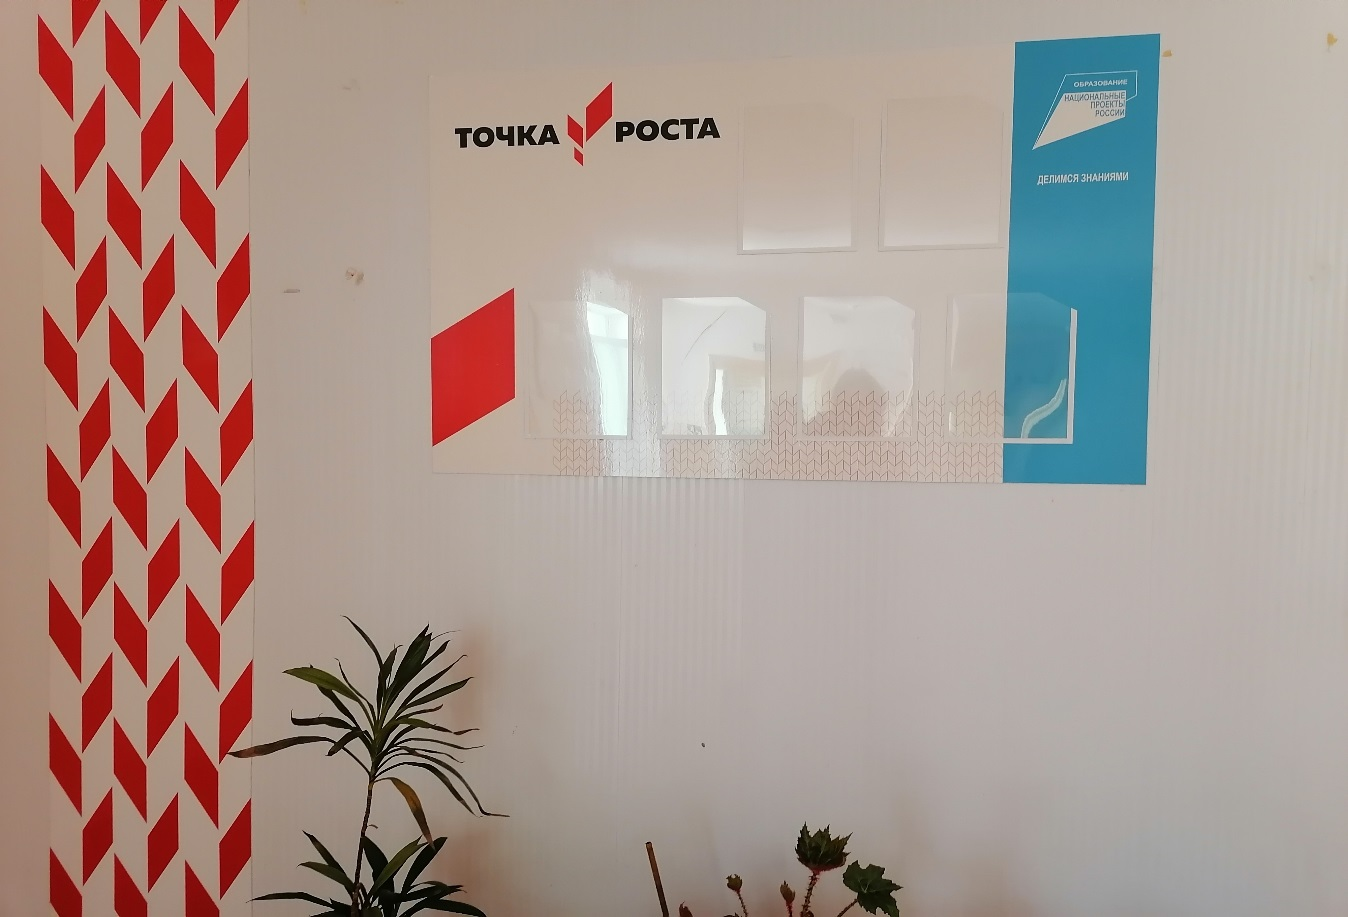 ТОЧКА РОСТА
ОБРАЗОВАНИЕ
НАЦИОНАЛЬНЫЕ
ПРОЕКТЫ
РОССИИ
ДЕЛИМСЯ ЗНАНИЯМИ